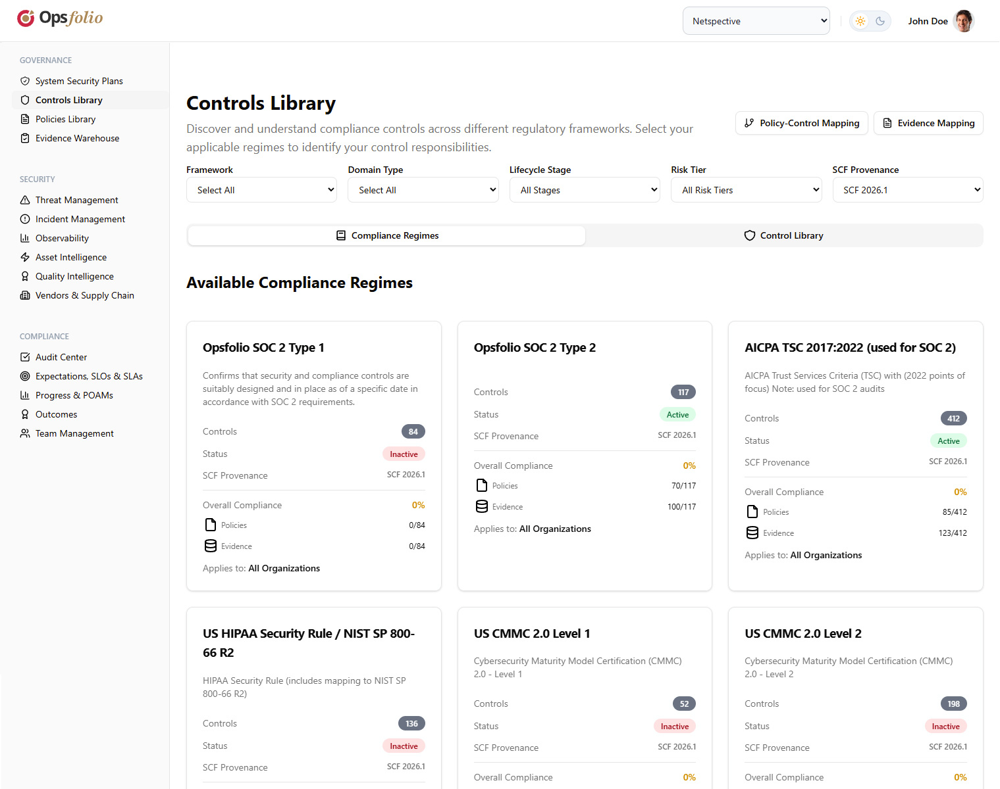 Opsfolio
Netspective
John Doe
GOVERNANCE
System Security Plans
Controls Library
Policies Library
Evidence Warehouse
SECURITY
Threat Management
Incident Management
Observability
Asset Intelligence
Quality Intelligence
Vendors & Supply Chain
COMPLIANCE
Audit Center
Expectations, SLOs & SLAs
Progress & POAMs
Outcomes
Team Management
Controls Library
Discover and understand compliance controls across different regulatory frameworks. Select your
applicable regimes to identify your control responsibilities.
Policy-Control Mapping
Evidence Mapping
Framework
Select All
Domain Type
Select All
Lifecycle Stage
All Stages
Risk Tier
All Risk Tiers
SCF Provenance
SCF 2026.1
Compliance Regimes
Control Library
Available Compliance Regimes
Opsfolio SOC 2 Type 1
Confirms that security and compliance controls are
suitably designed and in place as of a specific date in
accordance with SOC 2 requirements.
Controls 84
Status Inactive
SCF Provenance SCF 2026.1
Overall Compliance 0%
Policies 0/84
Evidence 0/84
Applies to: All Organizations
Opsfolio SOC 2 Type 2
Controls 117
Status Active
SCF Provenance SCF 2026.1
Overall Compliance 0%
Policies 70/117
Evidence 100/117
Applies to: All Organizations
AICPA TSC 2017:2022 (used for SOC 2)
AICPA Trust Services Criteria (TSC) with (2022 points of
focus) Note: used for SOC 2 audits
Controls 412
Status Active
SCF Provenance SCF 2026.1
Overall Compliance 0%
Policies 85/412
Evidence 123/412
Applies to: All Organizations
US HIPAA Security Rule / NIST SP 800-
66 R2
HIPAA Security Rule (includes mapping to NIST SP
800-66 R2)
Controls 136
Status Inactive
SCF Provenance SCF 2026.1
US CMMC 2.0 Level 1
Cybersecurity Maturity Model Certification (CMMC)
2.0 - Level 1
Controls 52
Status Inactive
SCF Provenance SCF 2026.1
Overall Compliance 0%
US CMMC 2.0 Level 2
Cybersecurity Maturity Model Certification (CMMC)
2.0 - Level 2
Controls 198
Status Inactive
SCF Provenance SCF 2026.1
Overall Compliance 0%